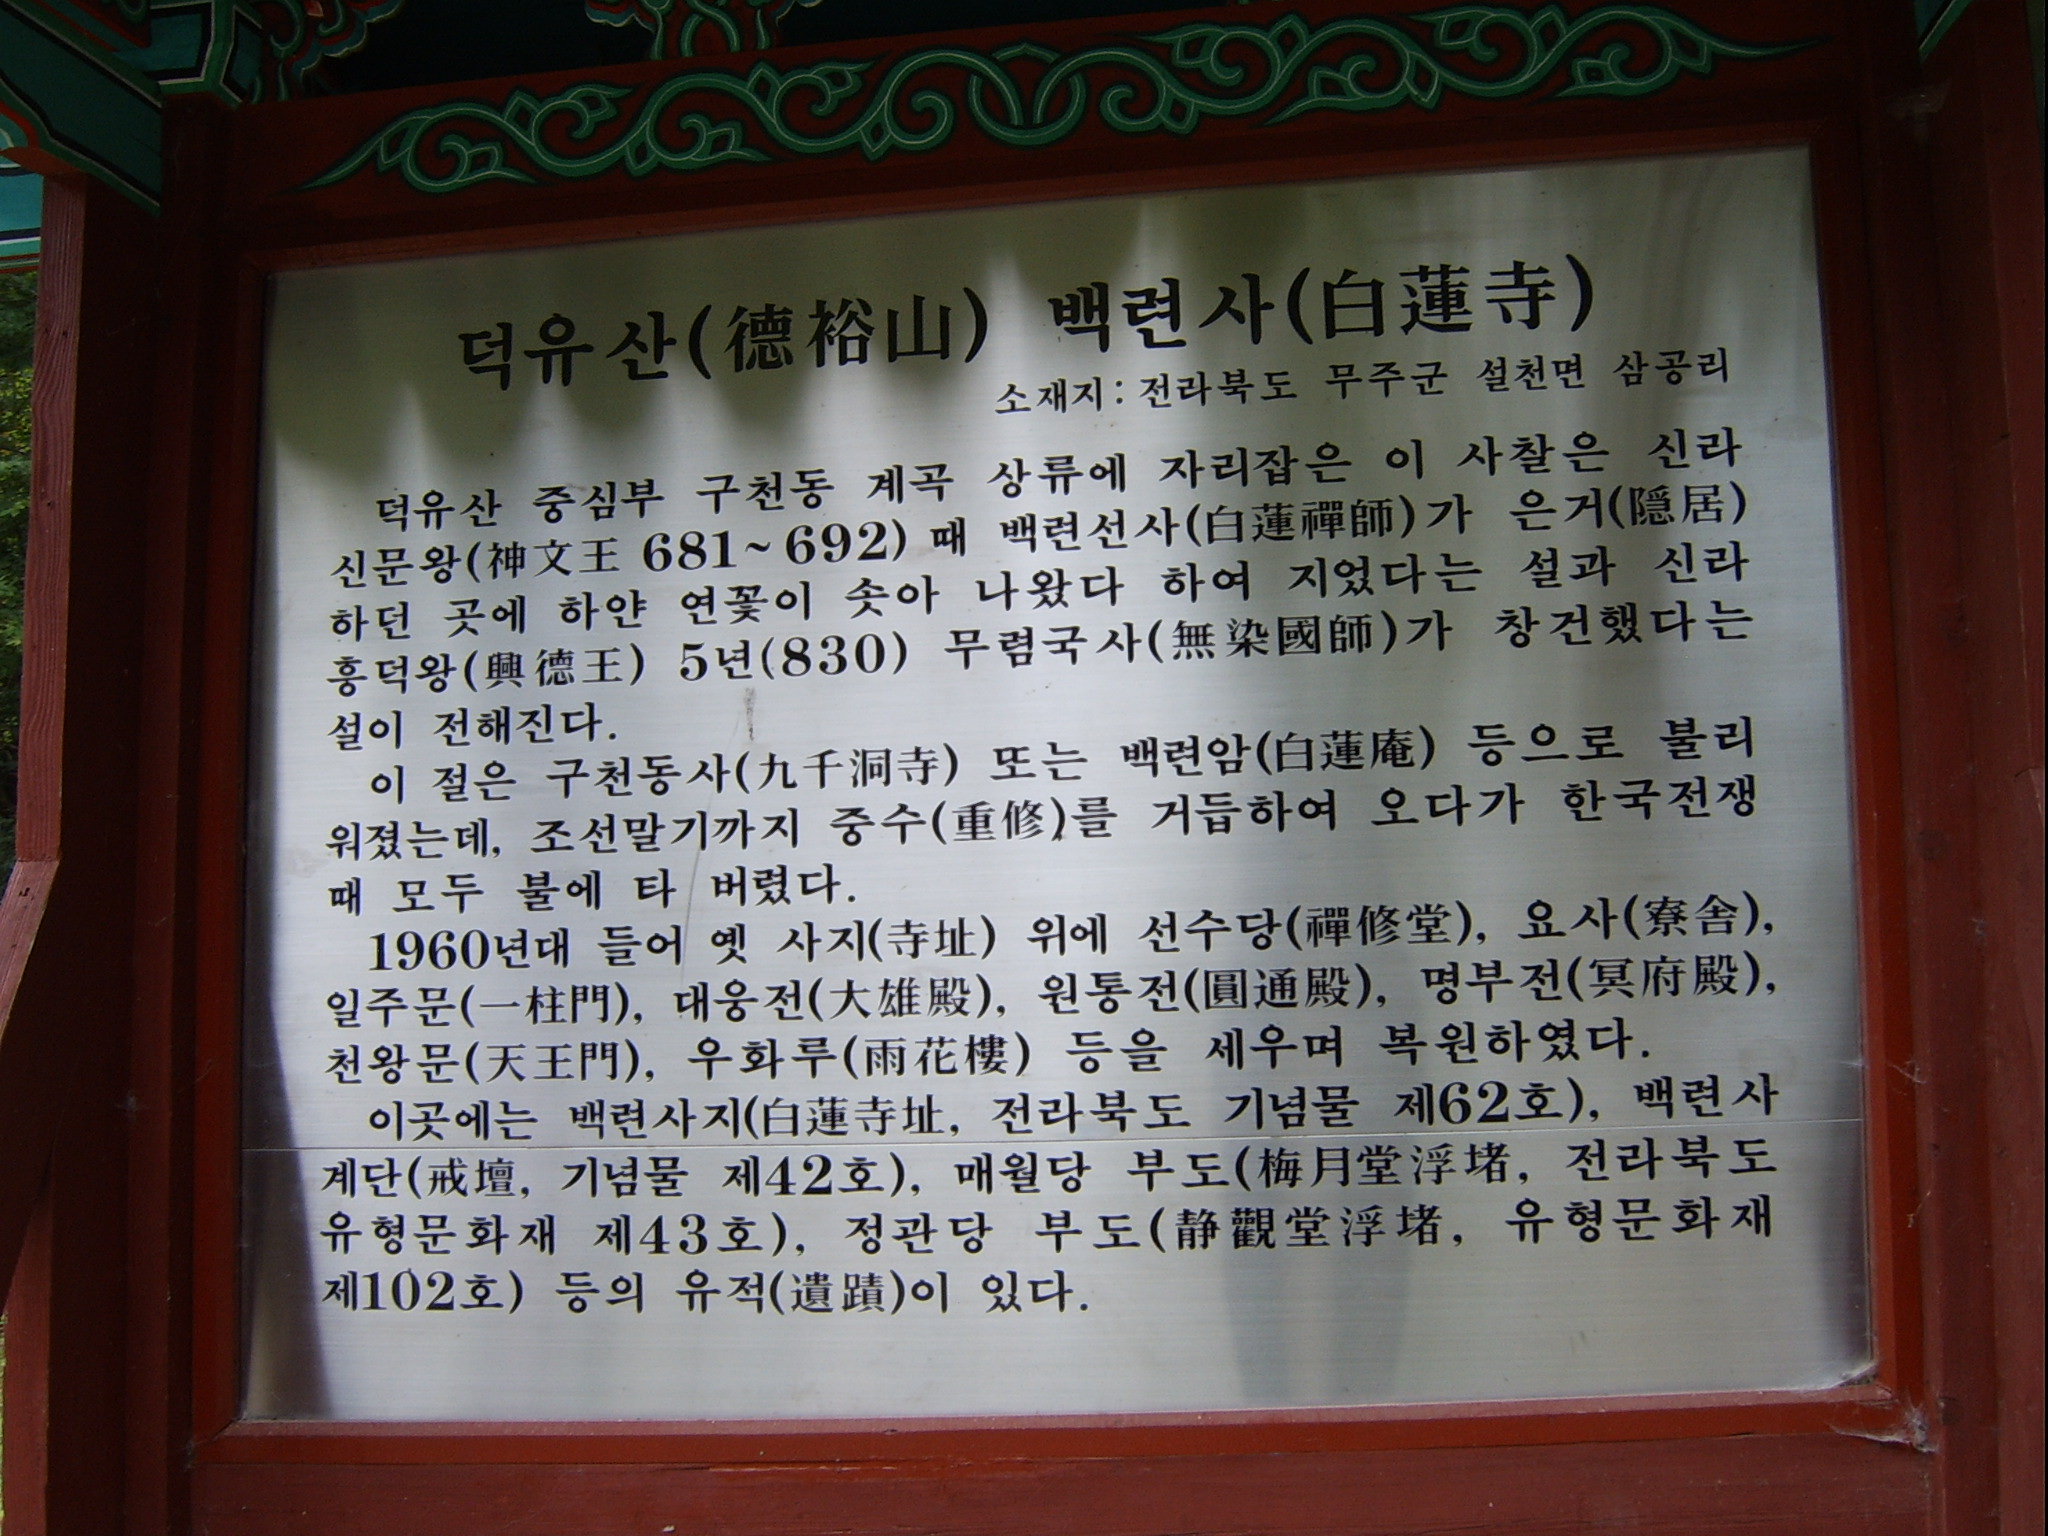 덕유산(德裕山) 백련사(白蓮寺)
소재지: 전라북도 무주군 설천면 삼공리
덕유산 중심부 구천동 계곡 상류에 자리잡은 이 사찰은 신라
신문왕(神文王 681~692) 때 백련선사(白蓮禪師)가 은거(隱居)
하던 곳에 하얀 연꽃이 솟아 나왔다 하여 지었다는 설과 신라
흥덕왕(興德王) 5년(830) 무렴국사(無染國師)가 창건했다는
설이 전해진다.
이 절은 구천동사(九千洞寺) 또는 백련암(白蓮庵) 등으로 불리
워졌는데, 조선말기까지 중수(重修)를 거듭하여 오다가 한국전쟁
때 모두 불에 타 버렸다.
1960년대 들어 옛 사지(寺址) 위에 선수당(禪修堂), 요사(寮舍),
일주문(一柱門), 대웅전(大雄殿), 원통전(圓通殿), 명부전(冥府殿),
천왕문(天王門), 우화루(雨花樓) 등을 세우며 복원하였다.
이곳에는 백련사지(白蓮寺址, 전라북도 기념물 제62호), 백련사
계단(戒壇, 기념물 제42호), 매월당 부도(梅月堂浮堵, 전라북도
유형문화재 제43호), 정관당 부도(静觀堂浮堵, 유형문화재
제102호) 등의 유적(遺蹟)이 있다.